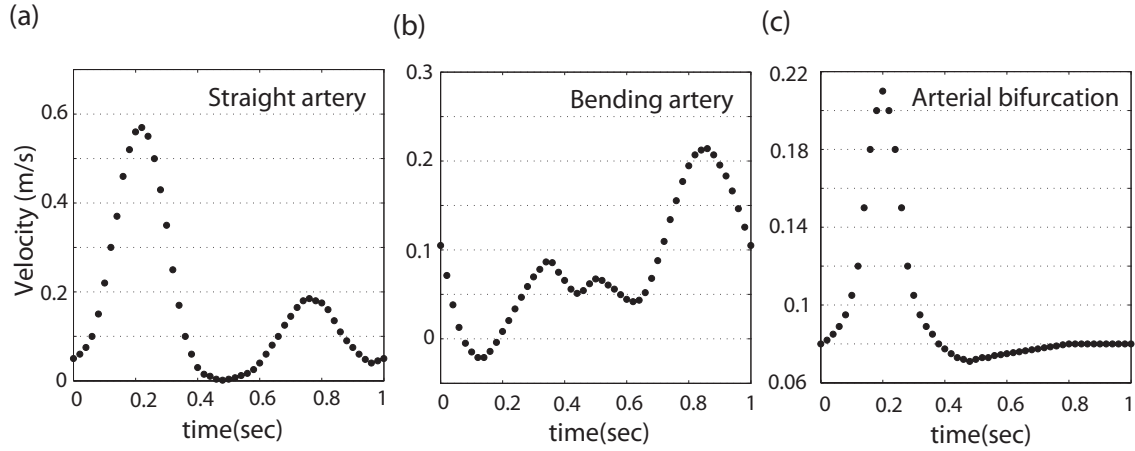 (a)
Straight artery
Velocity (m/s)
0.6
0.4
0.2
0
0 0.2 0.4 0.6 0.8 1
time(sec)
(b)
Bending artery
0.3
0.2
0.1
0
0 0.2 0.4 0.6 0.8 1
time(sec)
(c)
Arterial bifurcation
0.22
0.18
0.14
0.1
0.06
0 0.2 0.4 0.6 0.8 1
time(sec)